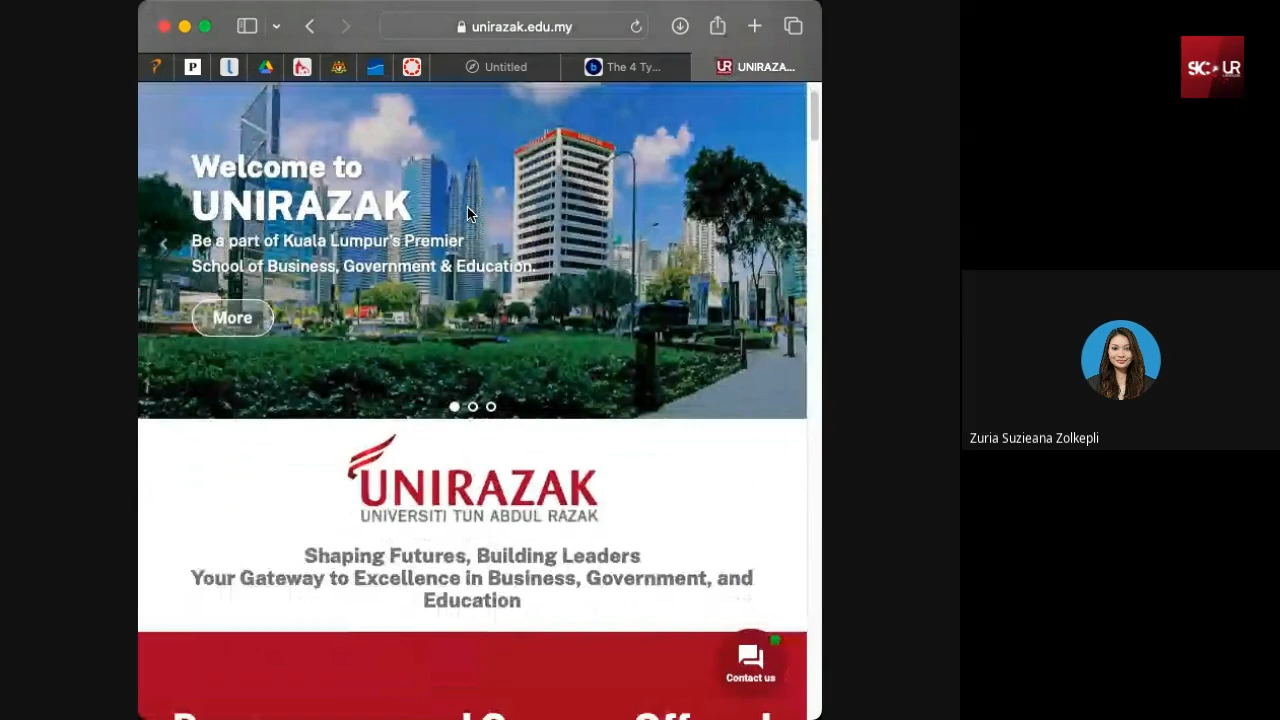 unirazak.edu.my
Untitled
The 4 Ty...
UNIRAZA...
Welcome to
UNIRAZAK
Be a part of Kuala Lumpur's Premier
School of Business, Government & Education.
More
UNIRAZAK
UNIVERSITI TUN ABDUL RAZAK
Shaping Futures, Building Leaders
Your Gateway to Excellence in Business, Government, and
Education
Contact us
Zuria Suzieana Zolkepli